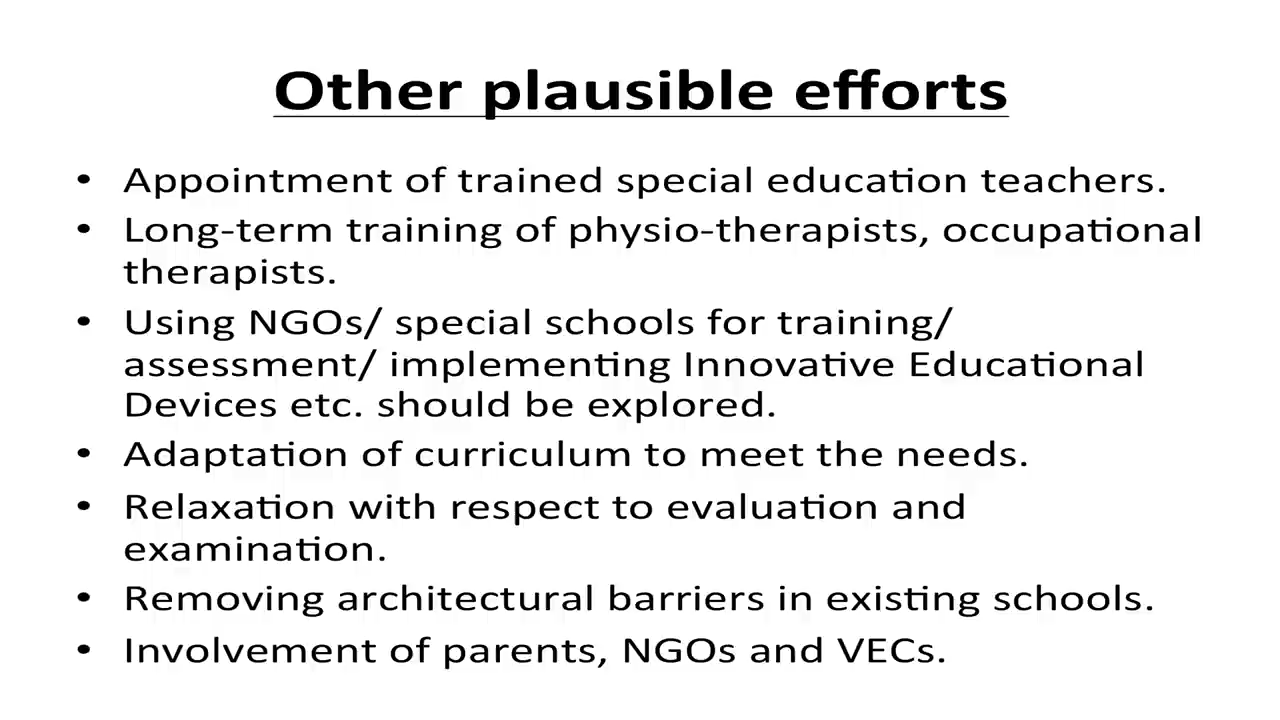 Other plausible efforts
• Appointment of trained special education teachers.
• Long-term training of physio-therapists, occupational
therapists.
• Using NGOs/ special schools for training/
assessment/ implementing Innovative Educational
Devices etc. should be explored.
• Adaptation of curriculum to meet the needs.
• Relaxation with respect to evaluation and
examination.
• Removing architectural barriers in existing schools.
• Involvement of parents, NGOs and VECs.